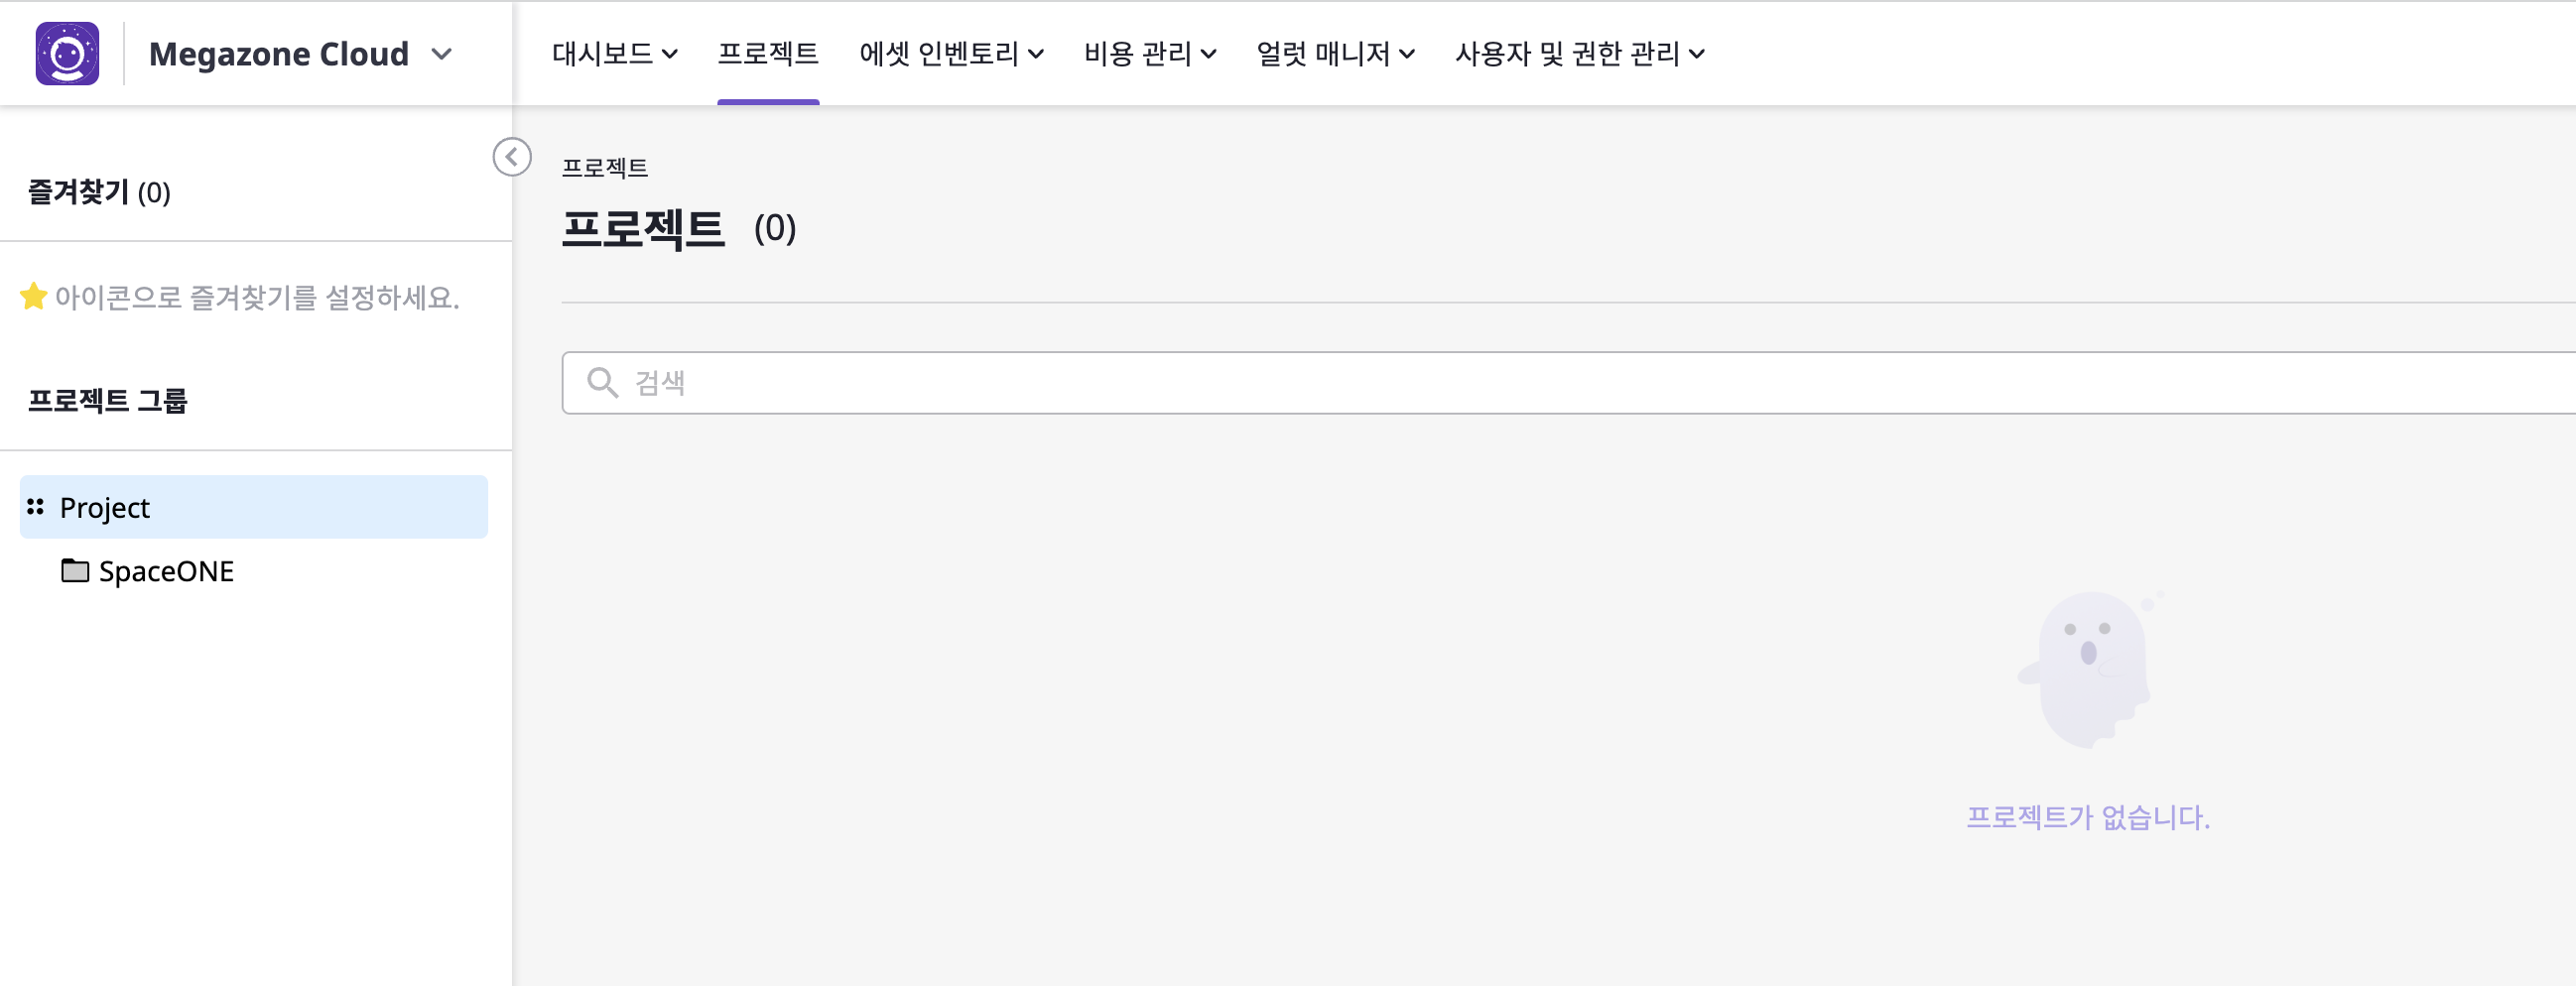 Megazone Cloud
대시보드 프로젝트 에셋 인벤토리 비용 관리 얼럿 매니저 사용자 및 권한 관리
즐겨찾기 (0)
아이콘으로 즐겨찾기를 설정하세요.
프로젝트 그룹
Project
SpaceONE
프로젝트
프로젝트 (0)
검색
프로젝트가 없습니다.